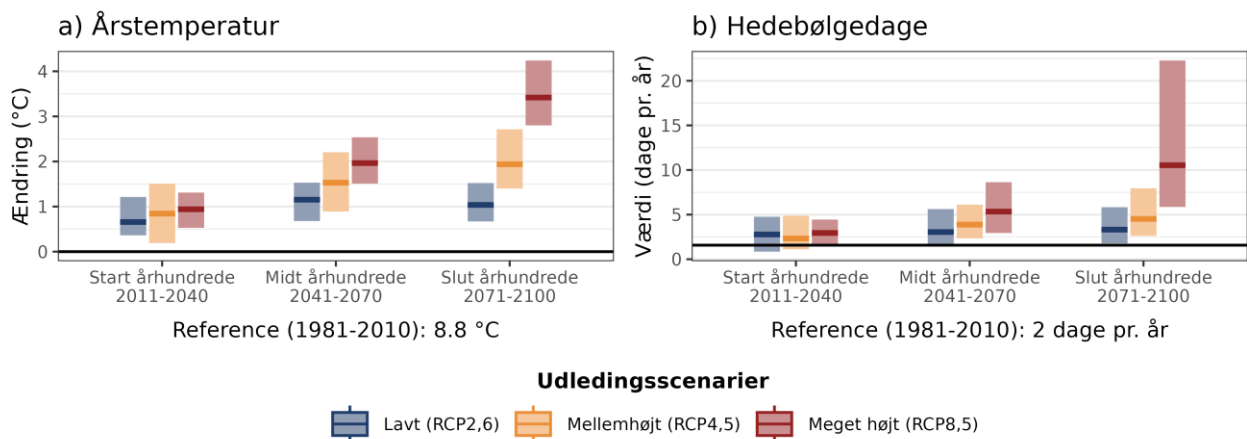 a) Årstemperatur
Ændring (°C)
4
3
2
1
0
Start århundrede
2011-2040
Midt århundrede
2041-2070
Slut århundrede
2071-2100
Reference (1981-2010): 8.8 °C
b) Hedebølgedage
Værdi (dage pr. år)
20
15
10
5
0
Start århundrede
2011-2040
Midt århundrede
2041-2070
Slut århundrede
2071-2100
Reference (1981-2010): 2 dage pr. år
Udledingsscenarier
Lavt (RCP2,6)
Mellemhøjt (RCP4,5)
Meget højt (RCP8,5)